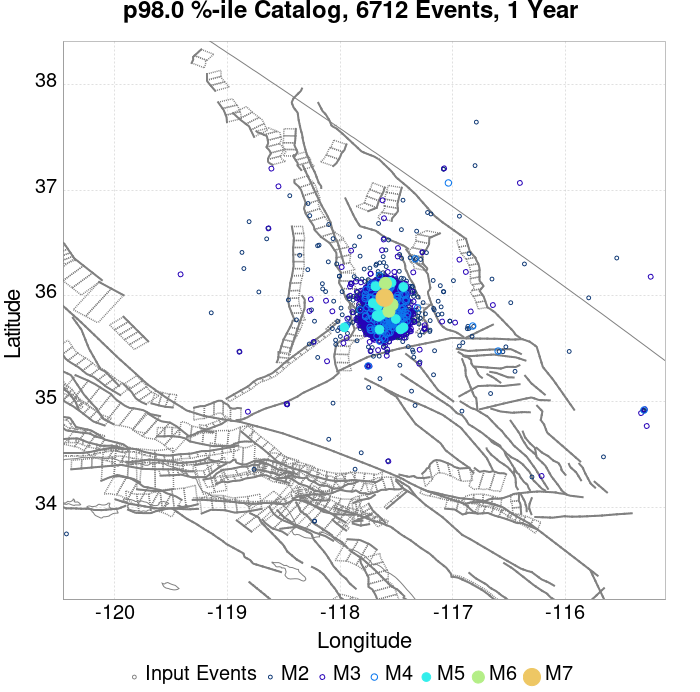 p98.0 %-ile Catalog, 6712 Events, 1 Year
38
37
36
35
34
Latitude
-120 -119 -118 -117 -116
Longitude
Input Events M2 M3 M4 M5 M6 M7